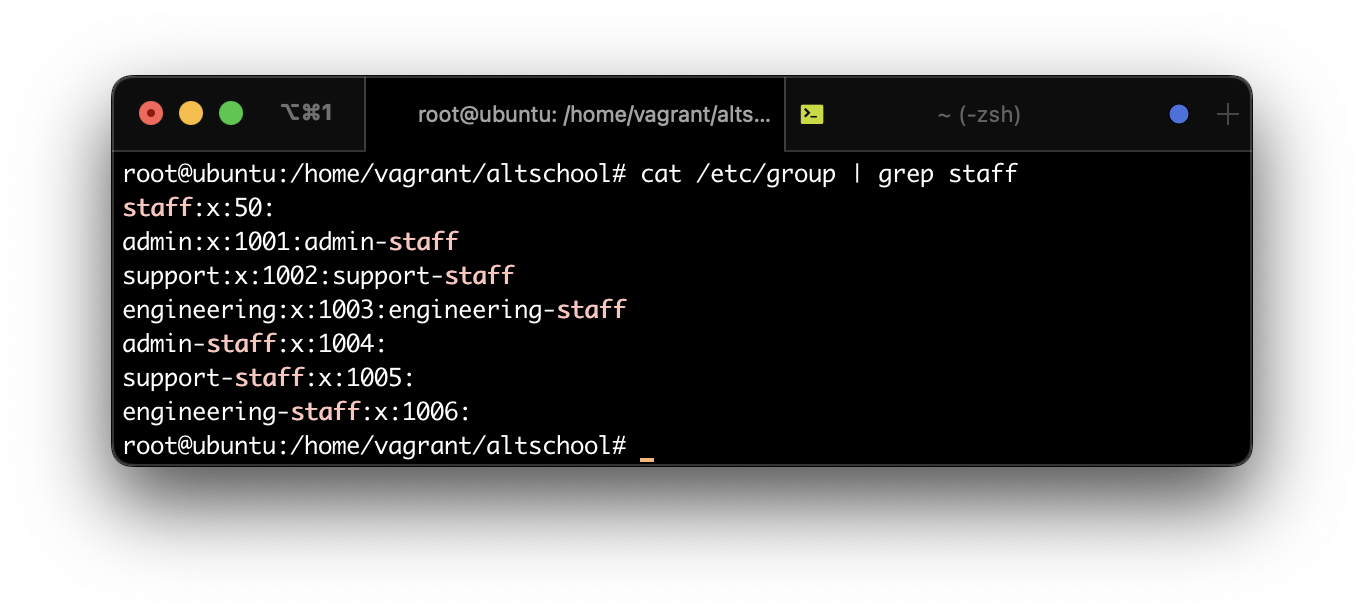 ⌥⌘1
root@ubuntu: /home/vagrant/alts...
~ (-zsh)
root@ubuntu:/home/vagrant/altschool# cat /etc/group | grep staff
staff:x:50:
admin:x:1001:admin-staff
support:x:1002:support-staff
engineering:x:1003:engineering-staff
admin-staff:x:1004:
support-staff:x:1005:
engineering-staff:x:1006:
root@ubuntu:/home/vagrant/altschool#